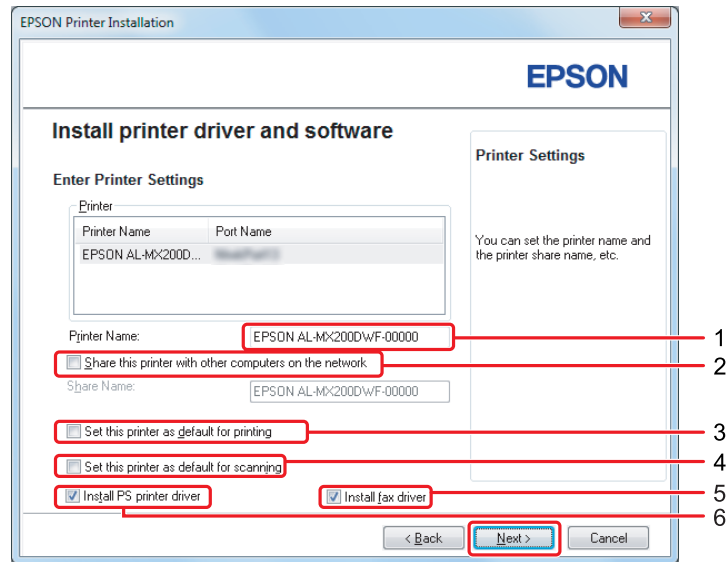 EPSON Printer Installation
EPSON
Install printer driver and software
Printer Settings
Enter Printer Settings
Printer
Printer Name Port Name
EPSON AL-MX200D...
You can set the printer name and
the printer share name, etc.
Printer Name: EPSON AL-MX200DWF-00000 1
Share this printer with other computers on the network 2
Share Name: EPSON AL-MX200DWF-00000
Set this printer as default for printing 3
Set this printer as default for scanning 4
Install PS printer driver Install fax driver 5
6
< Back Next > Cancel